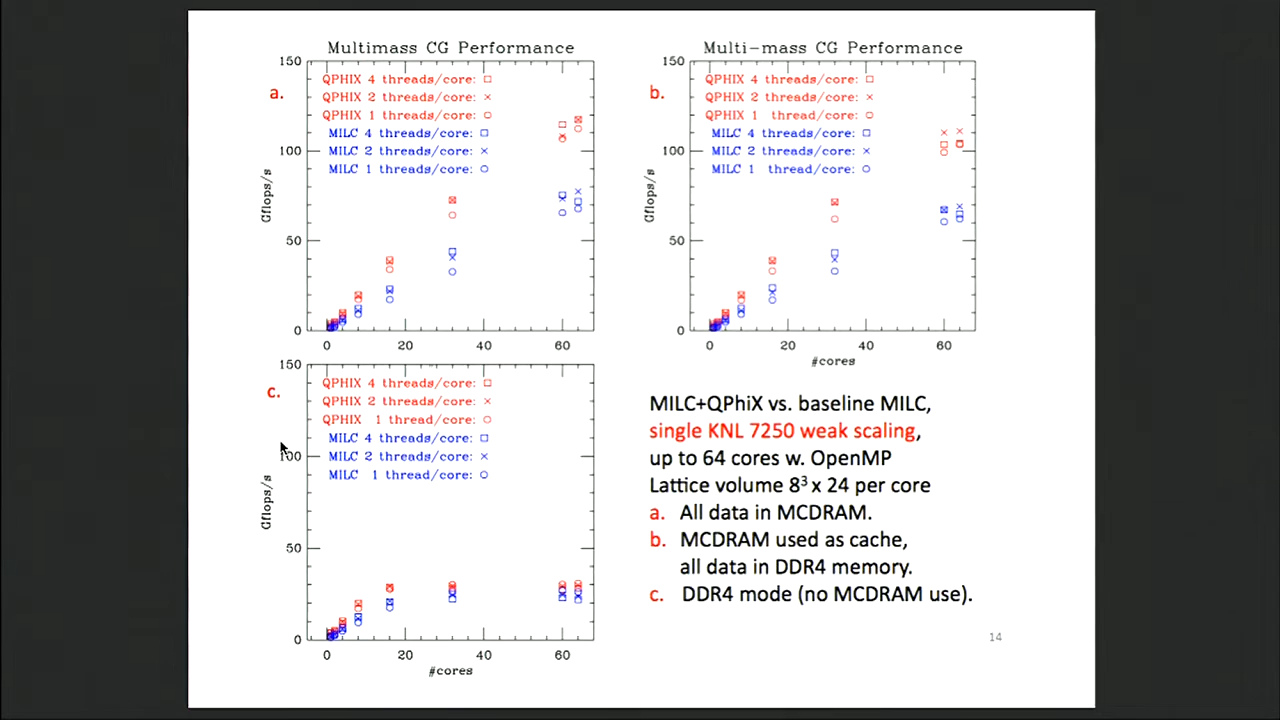 Multimass CG Performance
a.
150
100
50
0
Gflops/s
QPHIX 4 threads/core:
QPHIX 2 threads/core:
QPHIX 1 threads/core:
MILC 4 threads/core:
MILC 2 threads/core:
MILC 1 threads/core:
0 20 40 60
Multi-mass CG Performance
b.
150
100
50
0
Gflops/s
QPHIX 4 threads/core:
QPHIX 2 threads/core:
QPHIX 1 thread/core:
MILC 4 threads/core:
MILC 2 threads/core:
MILC 1 thread/core:
0 20 40 60
#cores
c.
150
100
50
0
Gflops/s
QPHIX 4 threads/core:
QPHIX 2 threads/core:
QPHIX 1 thread/core:
MILC 4 threads/core:
MILC 2 threads/core:
MILC 1 thread/core:
0 20 40 60
#cores
MILC+QPhiX vs. baseline MILC,
single KNL 7250 weak scaling,
up to 64 cores w. OpenMP
Lattice volume 8³ x 24 per core
a. All data in MCDRAM.
b. MCDRAM used as cache,
all data in DDR4 memory.
c. DDR4 mode (no MCDRAM use).
14